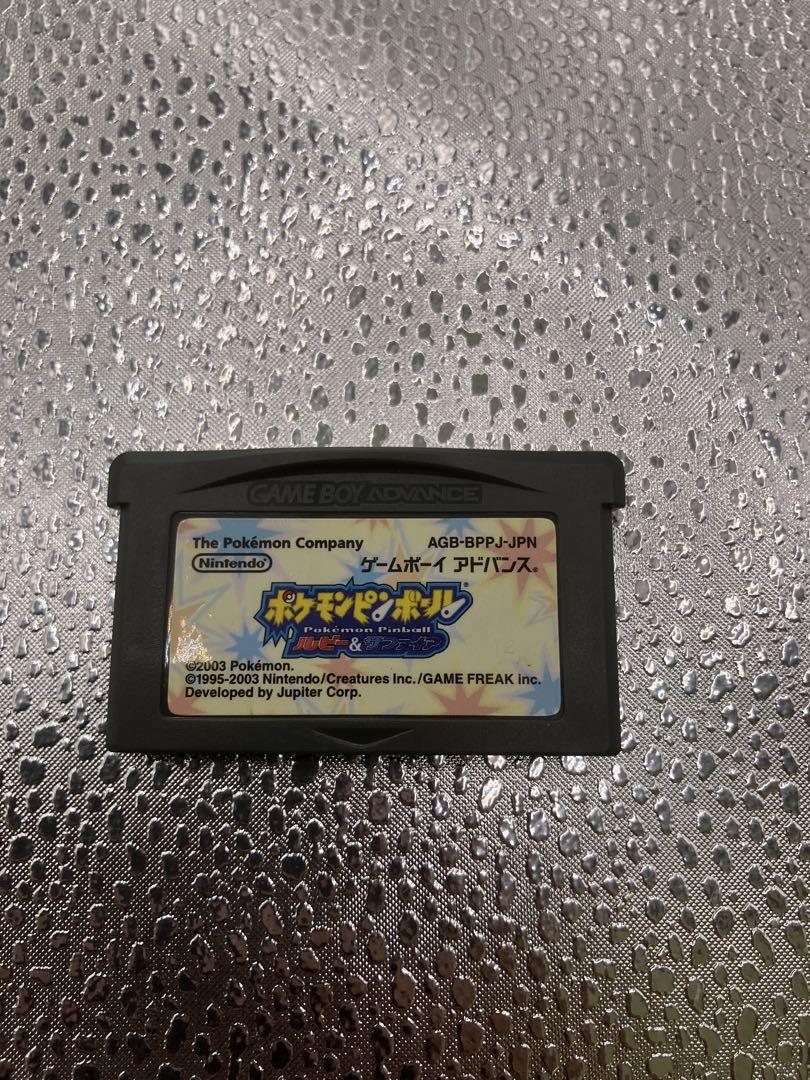 GAME BOY ADVANCE
The Pokémon Company AGB-BPPJ-JPN
Nintendo® ゲームボーイ アドバンス®
ポケモンピンボール®
Pokémon Pinball
ルビー&サファイア
©2003 Pokémon.
©1995-2003 Nintendo/Creatures Inc./GAME FREAK inc.
Developed by Jupiter Corp.